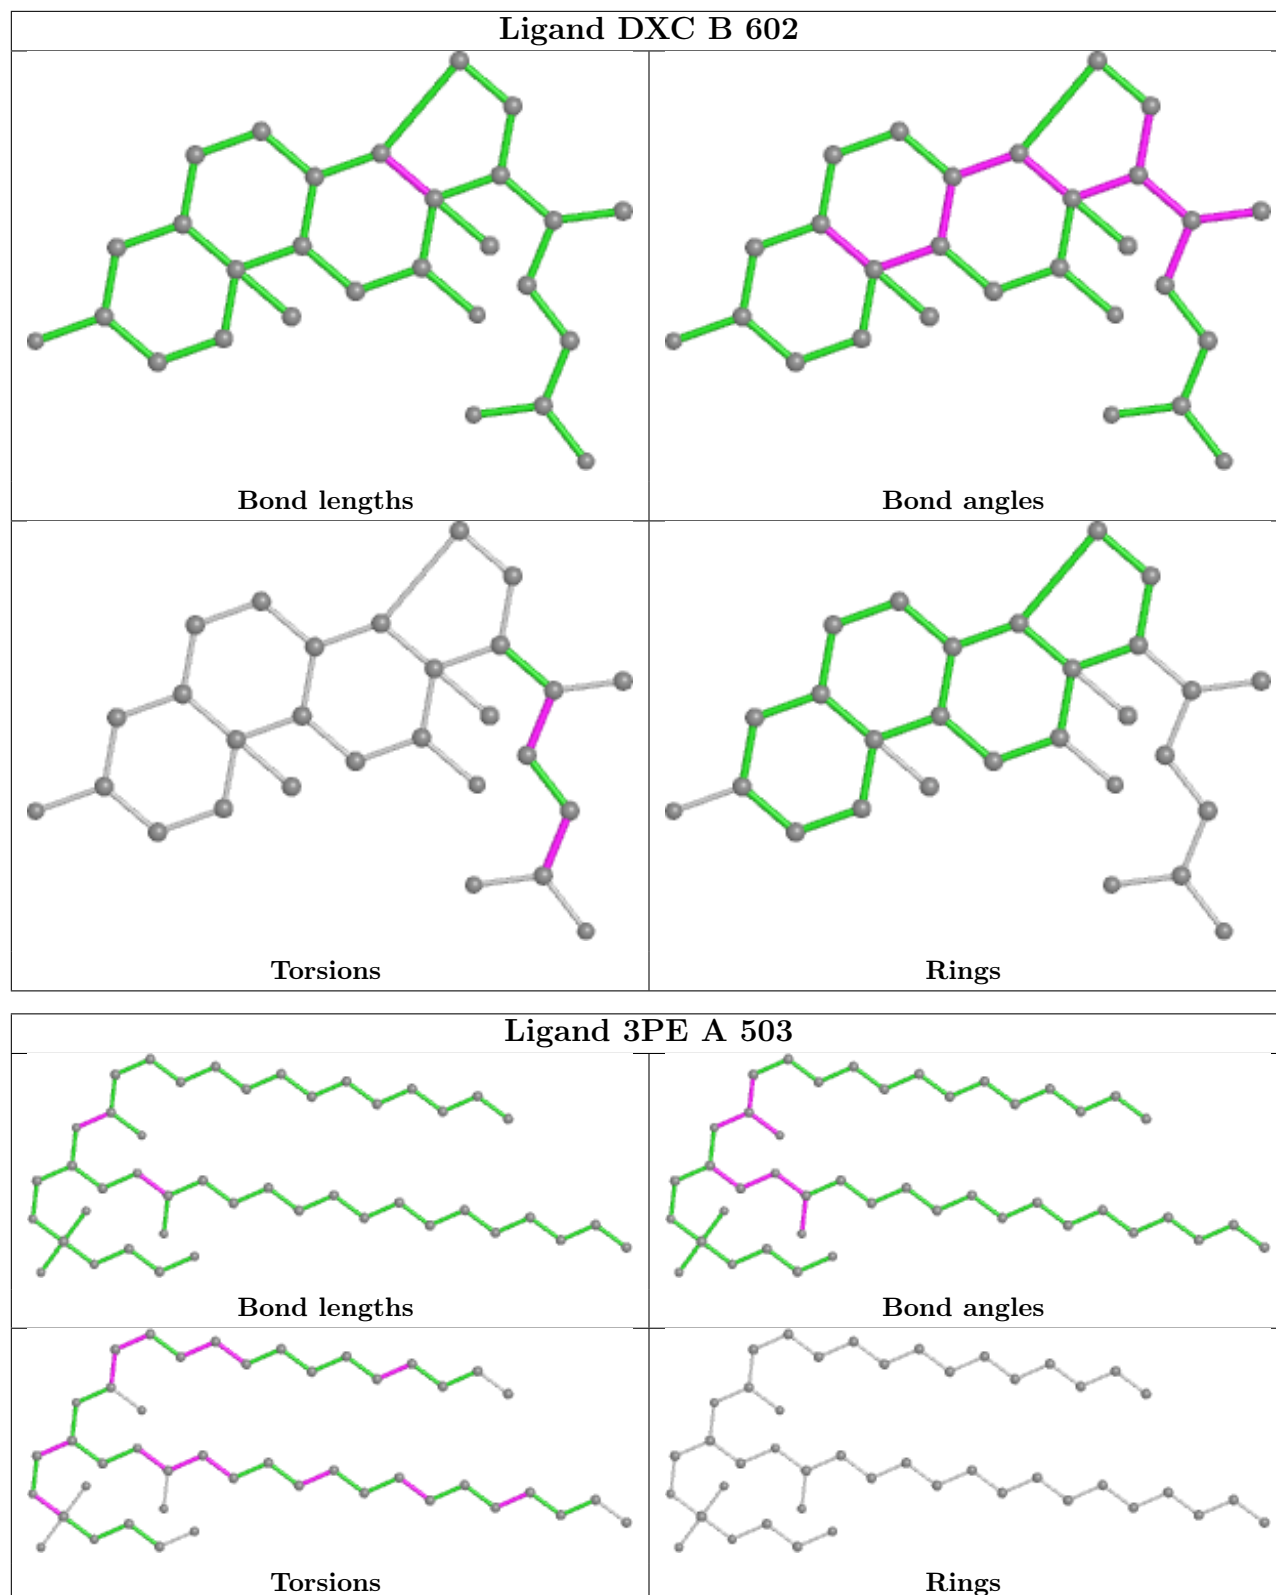 Ligand DXC B 602
Bond lengths
Bond angles
Torsions
Rings
Ligand 3PE A 503
Bond lengths
Bond angles
Torsions
Rings